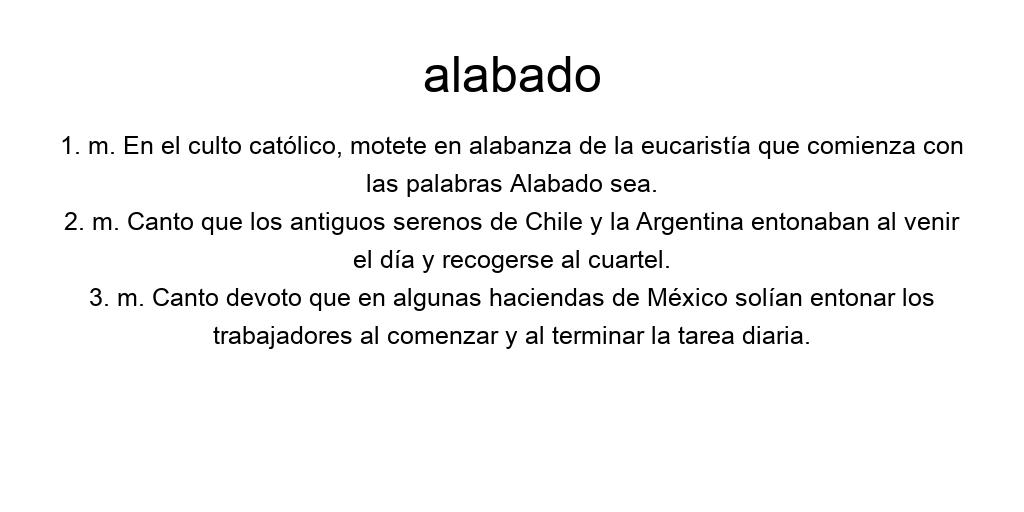 alabado
1. m. En el culto católico, motete en alabanza de la eucaristía que comienza con
las palabras Alabado sea.
2. m. Canto que los antiguos serenos de Chile y la Argentina entonaban al venir
el día y recogerse al cuartel.
3. m. Canto devoto que en algunas haciendas de México solían entonar los
trabajadores al comenzar y al terminar la tarea diaria.